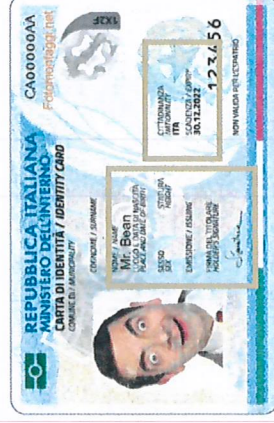 REPUBBLICA ITALIANA
MINISTERO DELL'INTERNO
CARTA DI IDENTITÀ / IDENTITY CARD
COMUNE DI / MUNICIPALITY
CA00000AA
Fotomontaggi.net
1X2F
COGNOME / SURNAME
NOME / NAME
Mr. Bean
LUOGO E DATA DI NASCITA
PLACE AND DATE OF BIRTH
SESSO
SEX
STATURA
HEIGHT
EMISSIONE / ISSUING
FIRMA DEL TITOLARE
HOLDER'S SIGNATURE
CITTADINANZA
NATIONALITY
ITA
SCADENZA / EXPIRY
30.12.2022
123456
NON VALIDA PER L'ESPATRIO